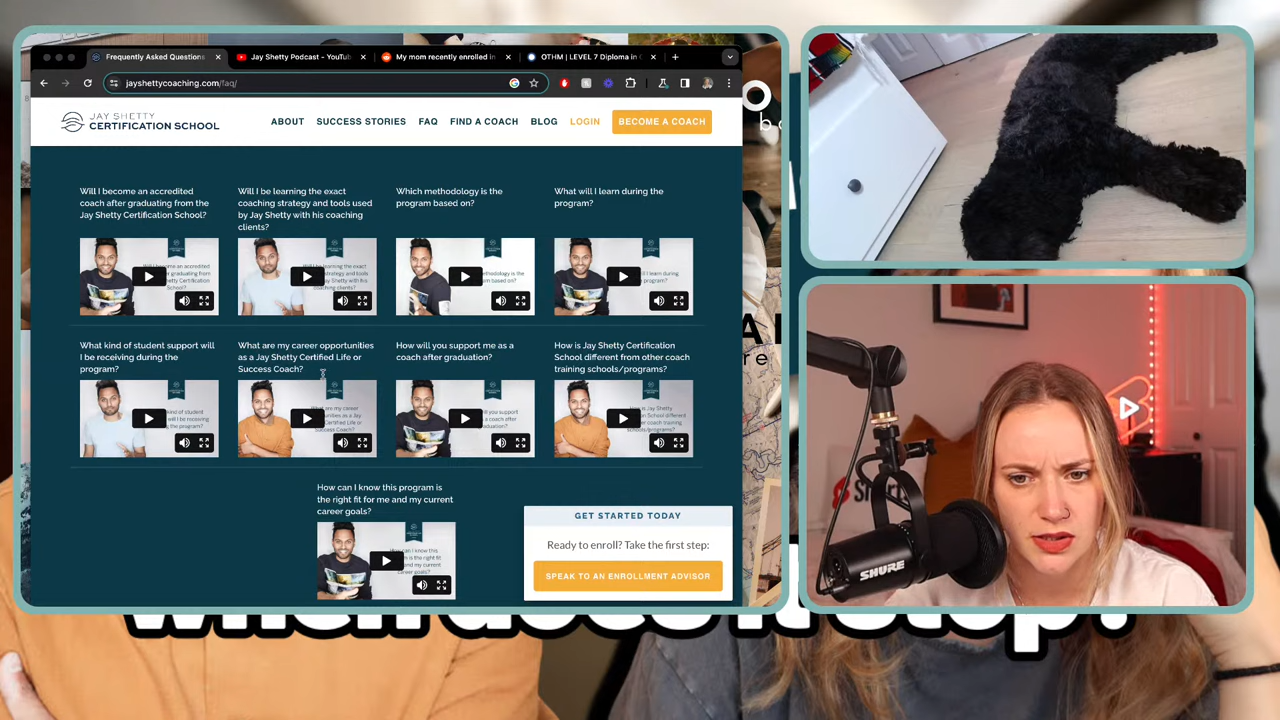 Frequently Asked Questions
Jay Shetty Podcast - YouTub
My mom recently enrolled in
OTHM | LEVEL 7 Diploma in
jayshettycoaching.com/faq/
JAY SHETTY
CERTIFICATION SCHOOL
ABOUT
SUCCESS STORIES
FAQ
FIND A COACH
BLOG
LOGIN
BECOME A COACH
Will I become an accredited
coach after graduating from the
Jay Shetty Certification School?
Will I be learning the exact
coaching strategy and tools used
by Jay Shetty with his coaching
clients?
Which methodology is the
program based on?
What will I learn during the
program?
What kind of student support will
I be receiving during the
program?
What are my career opportunities
as a Jay Shetty Certified Life or
Success Coach?
How will you support me as a
coach after graduation?
How is Jay Shetty Certification
School different from other coach
training schools/programs?
How can I know this program is
the right fit for me and my current
career goals?
GET STARTED TODAY
Ready to enroll? Take the first step:
SPEAK TO AN ENROLLMENT ADVISOR
SHURE
when does it stop?